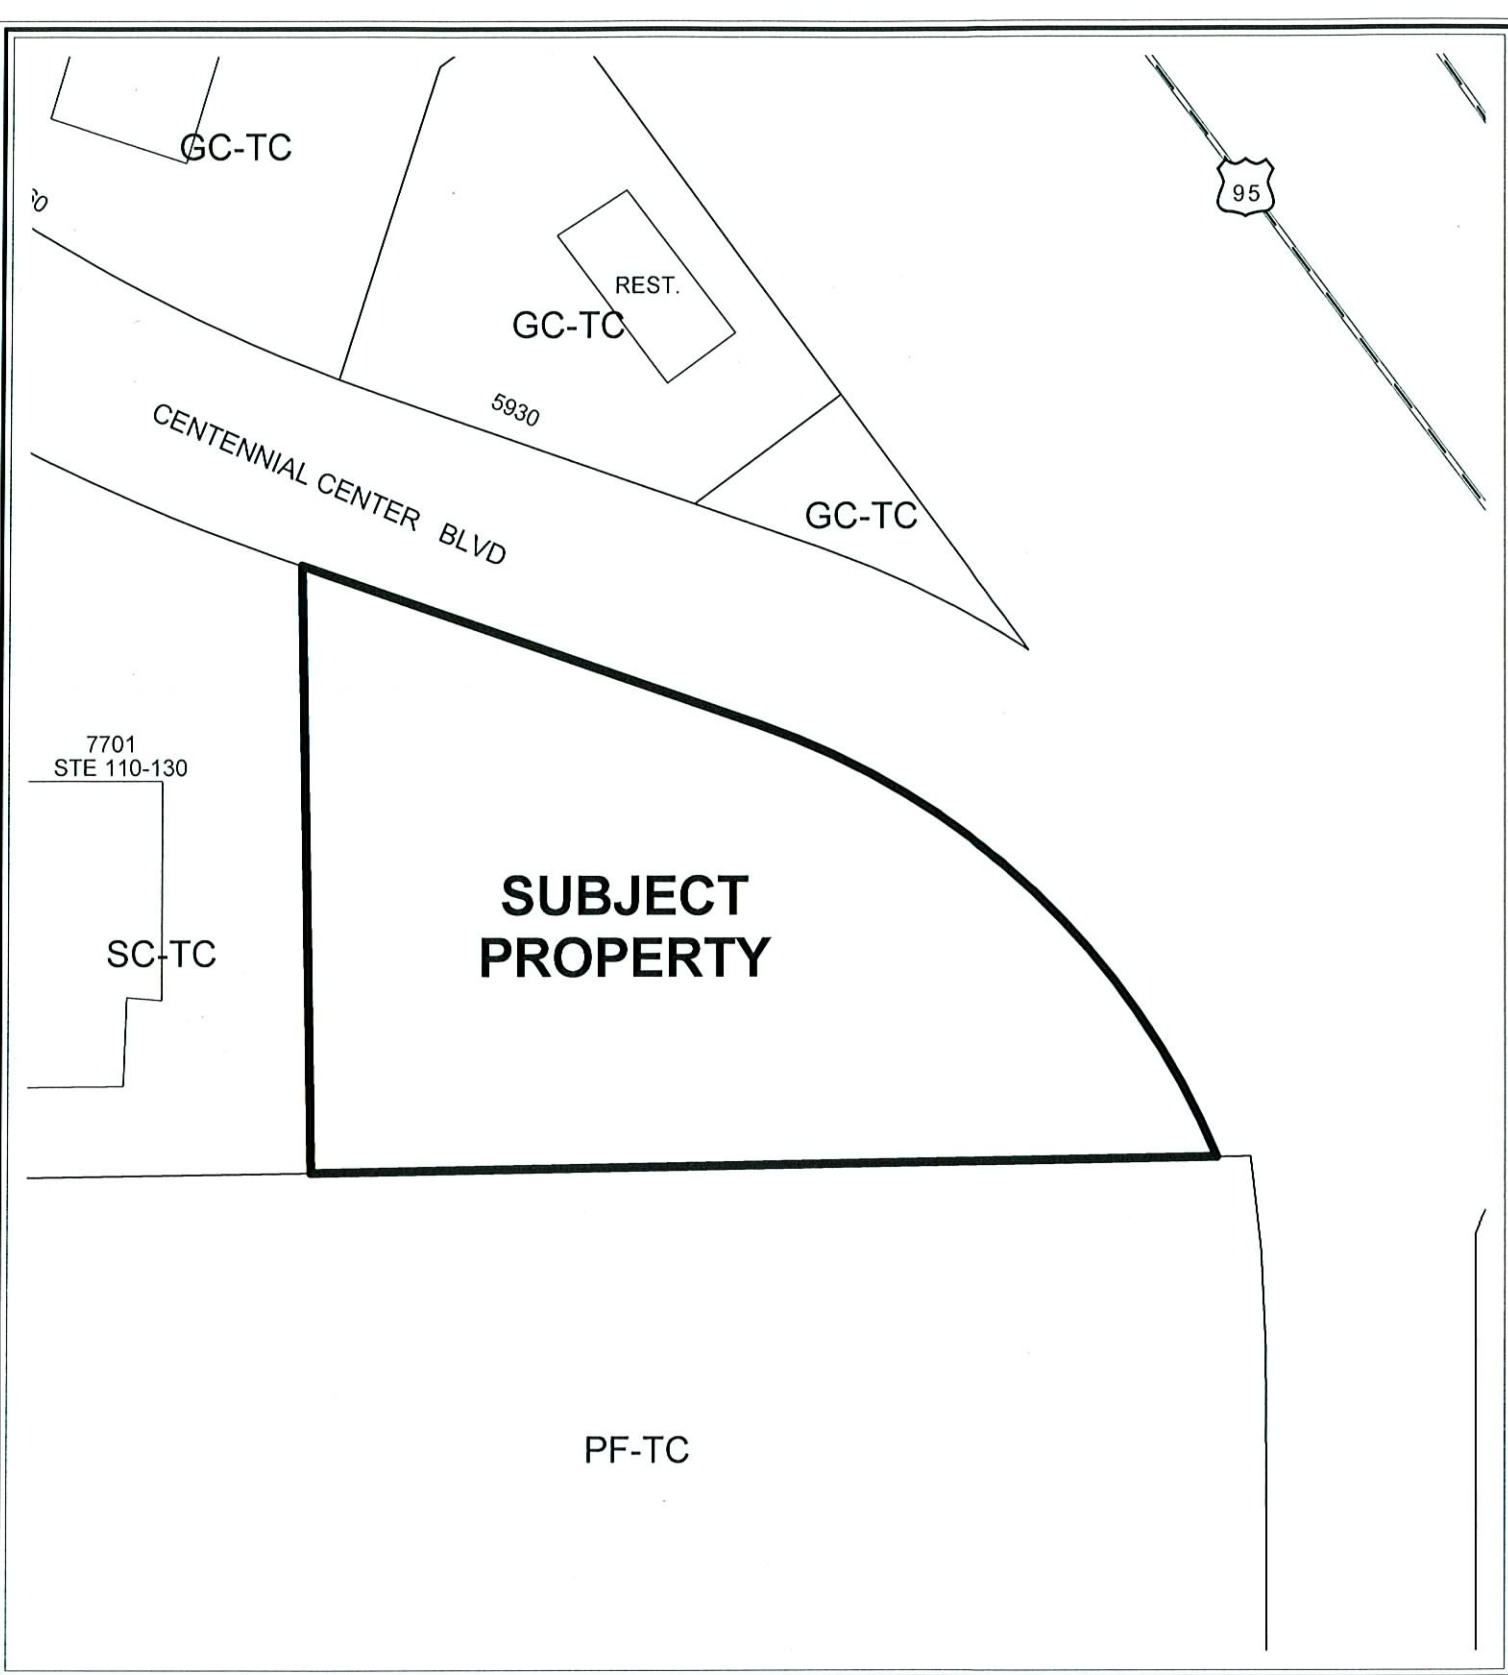 GC-TC
95
REST.
GC-TC
5930
CENTENNIAL CENTER BLVD
GC-TC
7701
STE 110-130
SUBJECT
PROPERTY
SC-TC
PF-TC